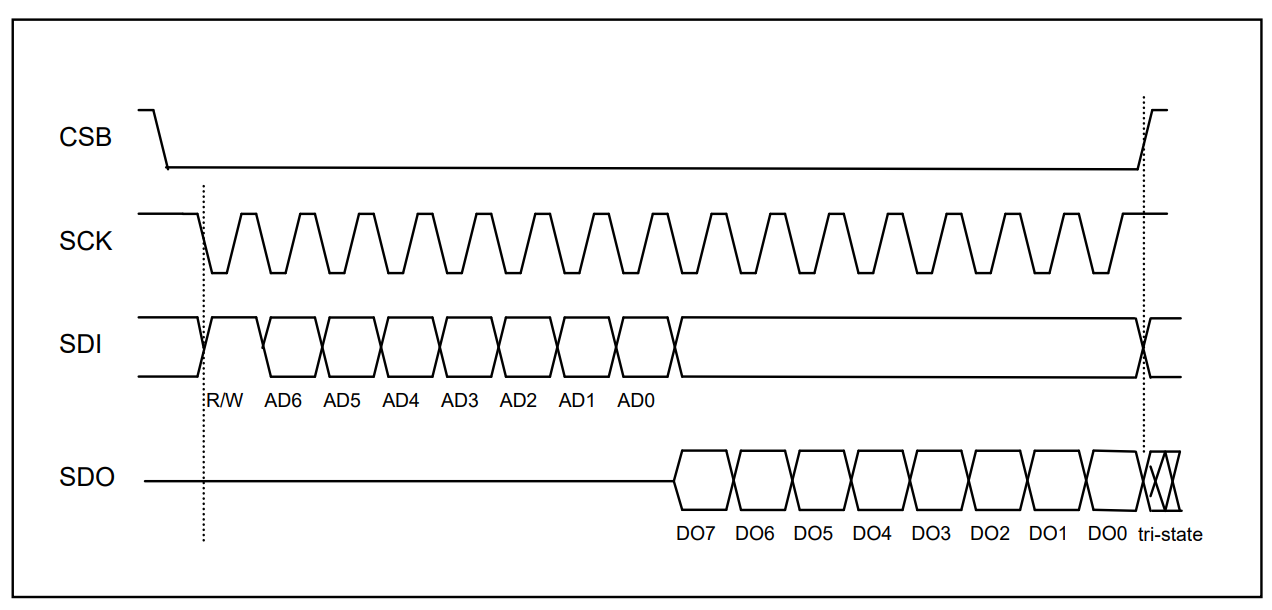 CSB
SCK
SDI
R/W AD6 AD5 AD4 AD3 AD2 AD1 AD0
SDO
DO7 DO6 DO5 DO4 DO3 DO2 DO1 DO0 tri-state